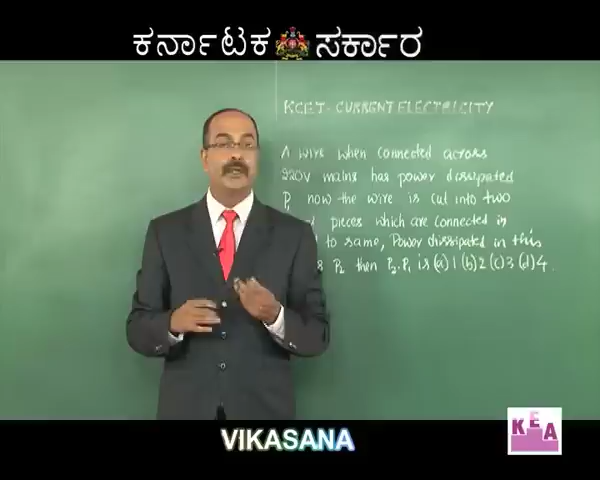 ಕರ್ನಾಟಕ ಸರ್ಕಾರ
KCET - CURRENT ELECTRICITY
A wire when connected across
220V mains has power dissipated
P1 now the wire is cut into two
pieces which are connected in
to same, Power dissipated in this
P2 then P2:P1 is (a) 1 (b) 2 (c) 3 (d) 4
VIKASANA
KEA